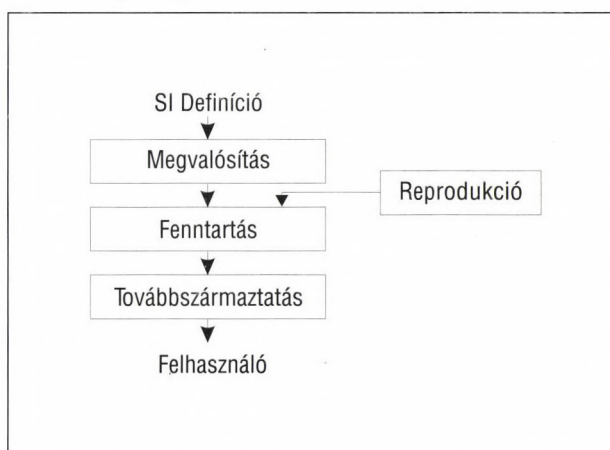 SI Definíció
Megvalósítás
Reprodukció
Fenntartás
Továbbszármaztatás
Felhasználó